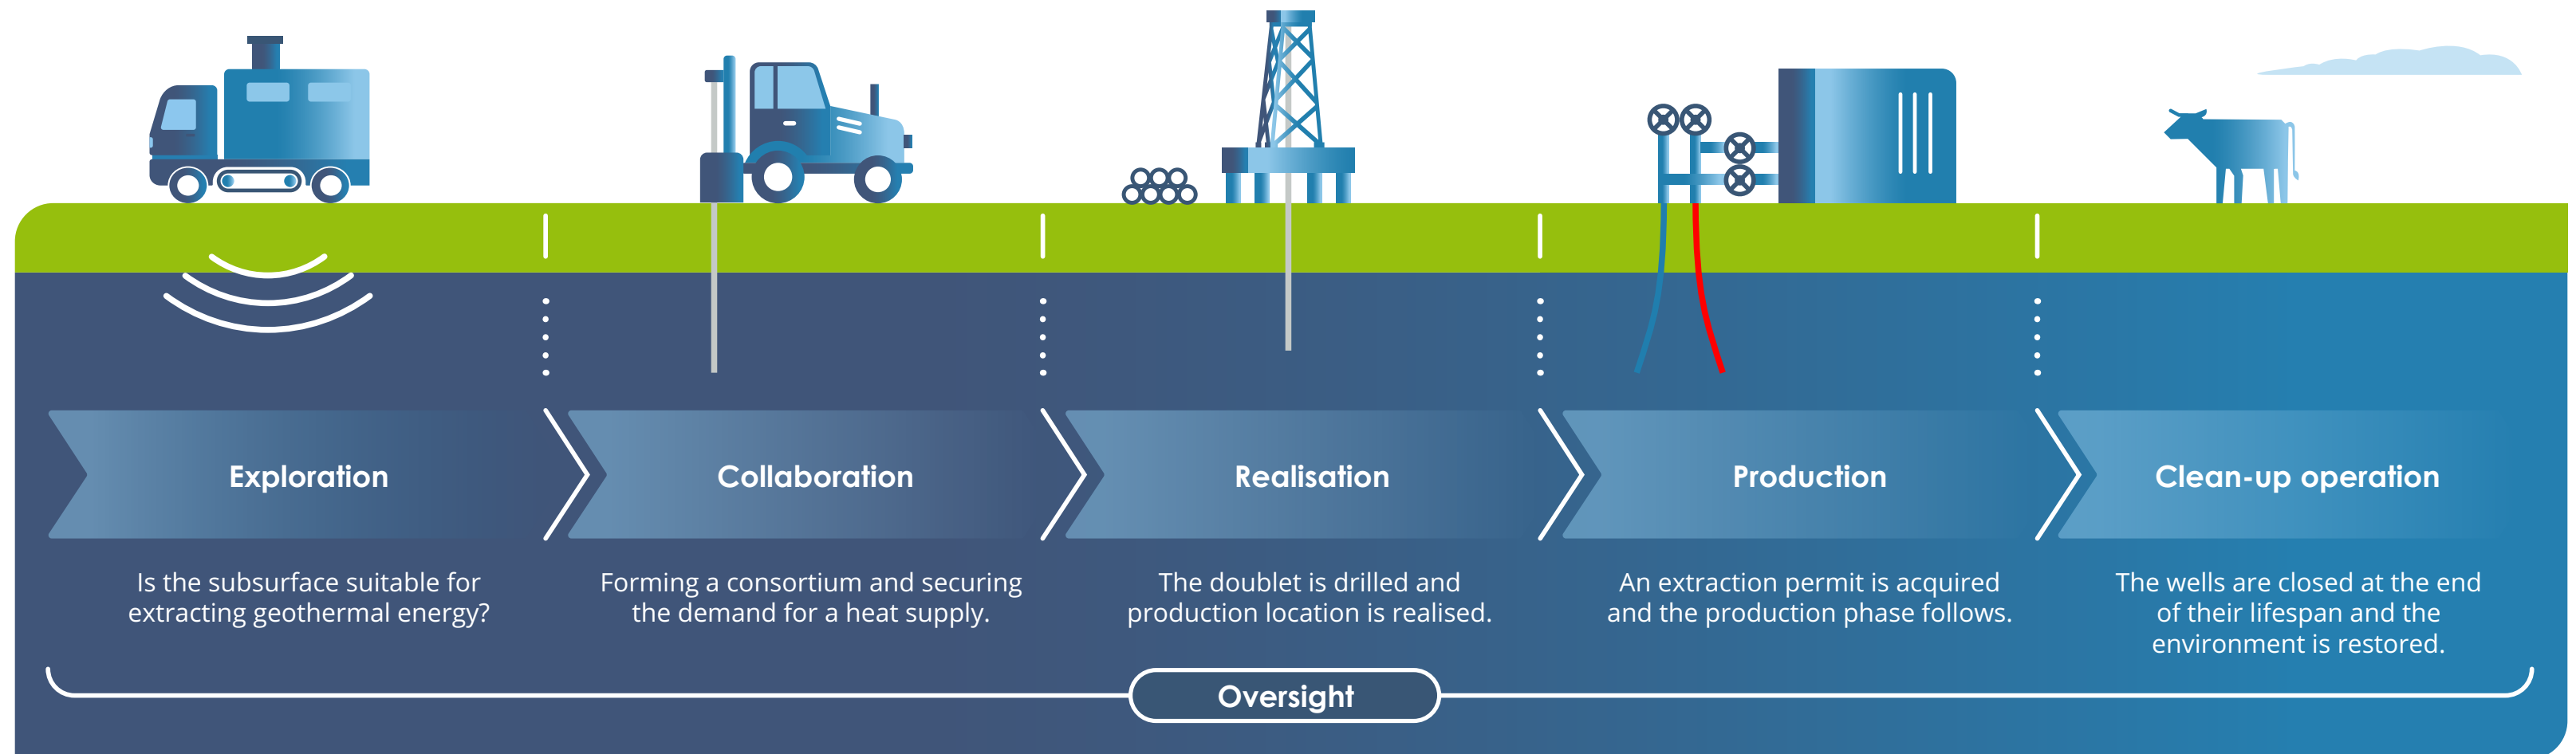 Exploration
Is the subsurface suitable for
extracting geothermal energy?
Collaboration
Forming a consortium and securing
the demand for a heat supply.
Realisation
The doublet is drilled and
production location is realised.
Production
An extraction permit is acquired
and the production phase follows.
Clean-up operation
The wells are closed at the end
of their lifespan and the
environment is restored.
Oversight